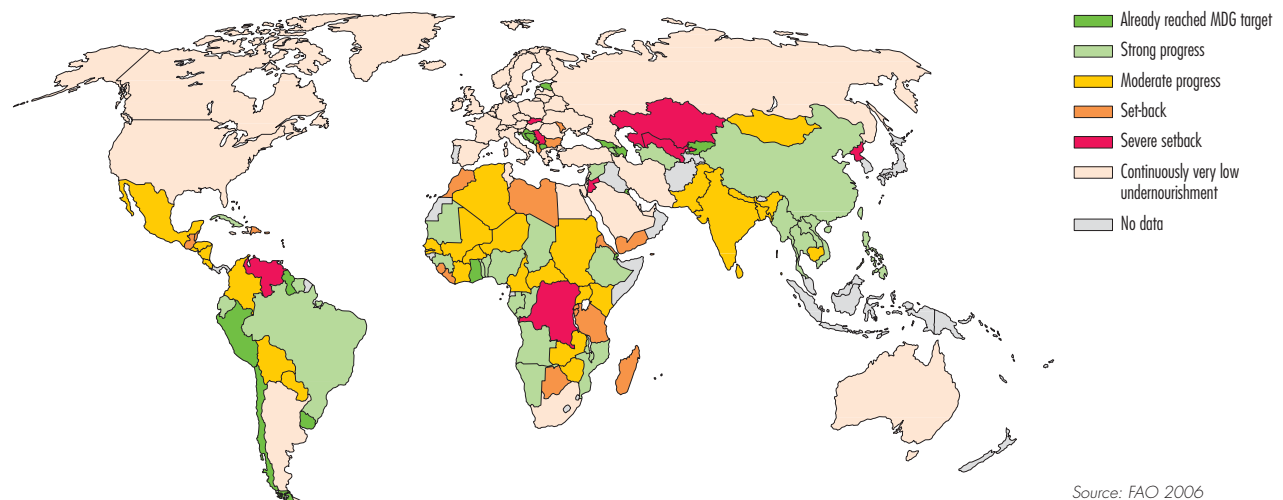 Already reached MDG target
Strong progress
Moderate progress
Set-back
Severe setback
Continuously very low
undernourishment
No data
Source: FAO 2006